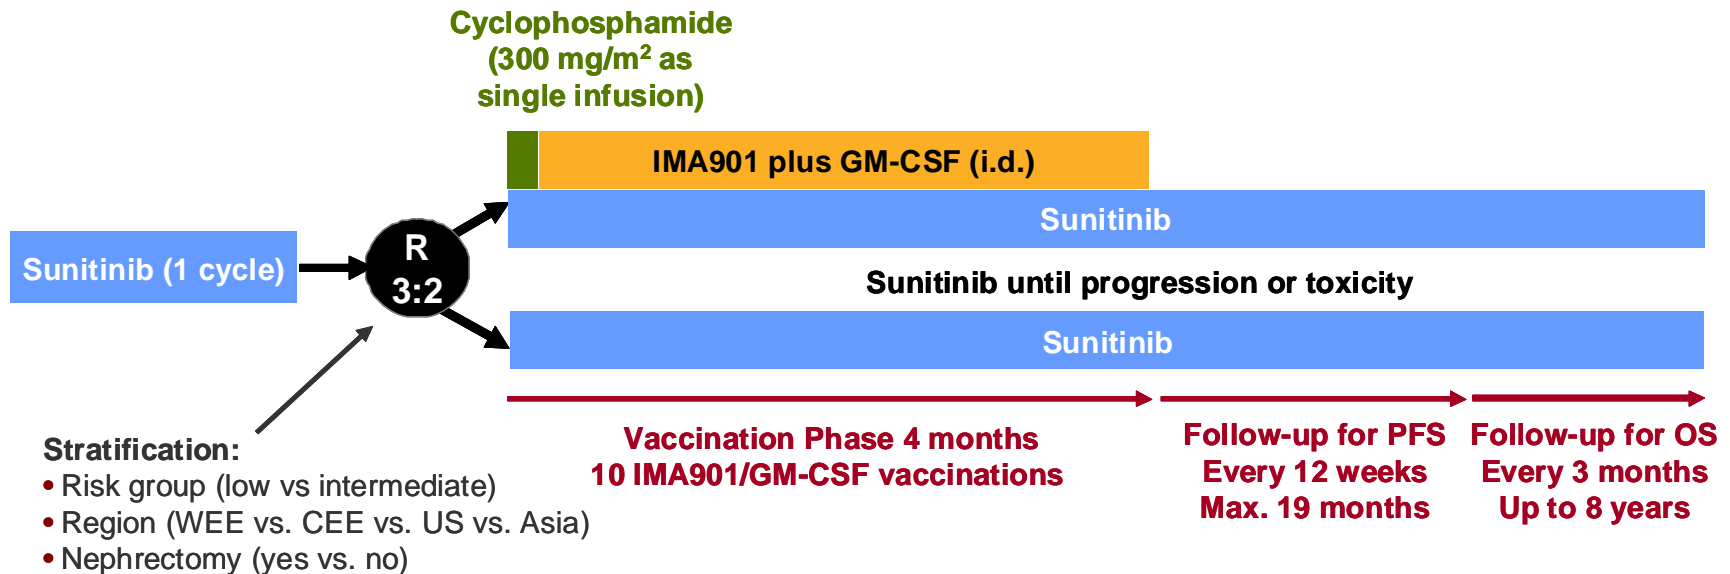 Cyclophosphamide
(300 mg/m² as
single infusion)
IMA901 plus GM-CSF (i.d.)
Sunitinib
Sunitinib (1 cycle)
R
3:2
Sunitinib until progression or toxicity
Sunitinib
Stratification:
• Risk group (low vs intermediate)
• Region (WEE vs. CEE vs. US vs. Asia)
• Nephrectomy (yes vs. no)
Vaccination Phase 4 months
10 IMA901/GM-CSF vaccinations
Follow-up for PFS
Every 12 weeks
Max. 19 months
Follow-up for OS
Every 3 months
Up to 8 years